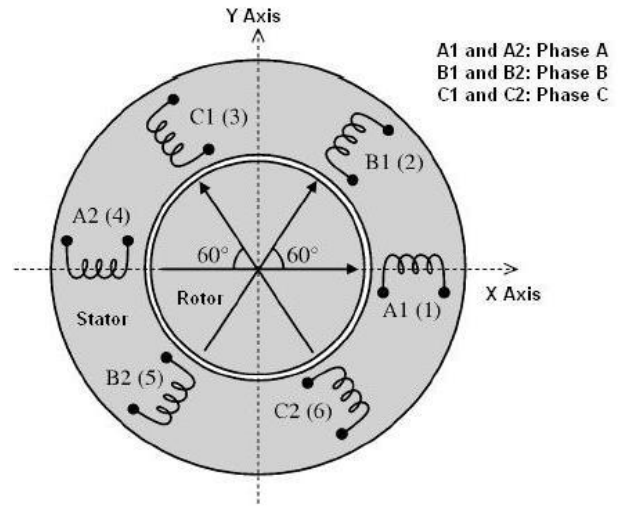 Y Axis
A1 and A2: Phase A
B1 and B2: Phase B
C1 and C2: Phase C
C1 (3)
B1 (2)
A2 (4)
60°
60°
Rotor
X Axis
Stator
A1 (1)
B2 (5)
C2 (6)